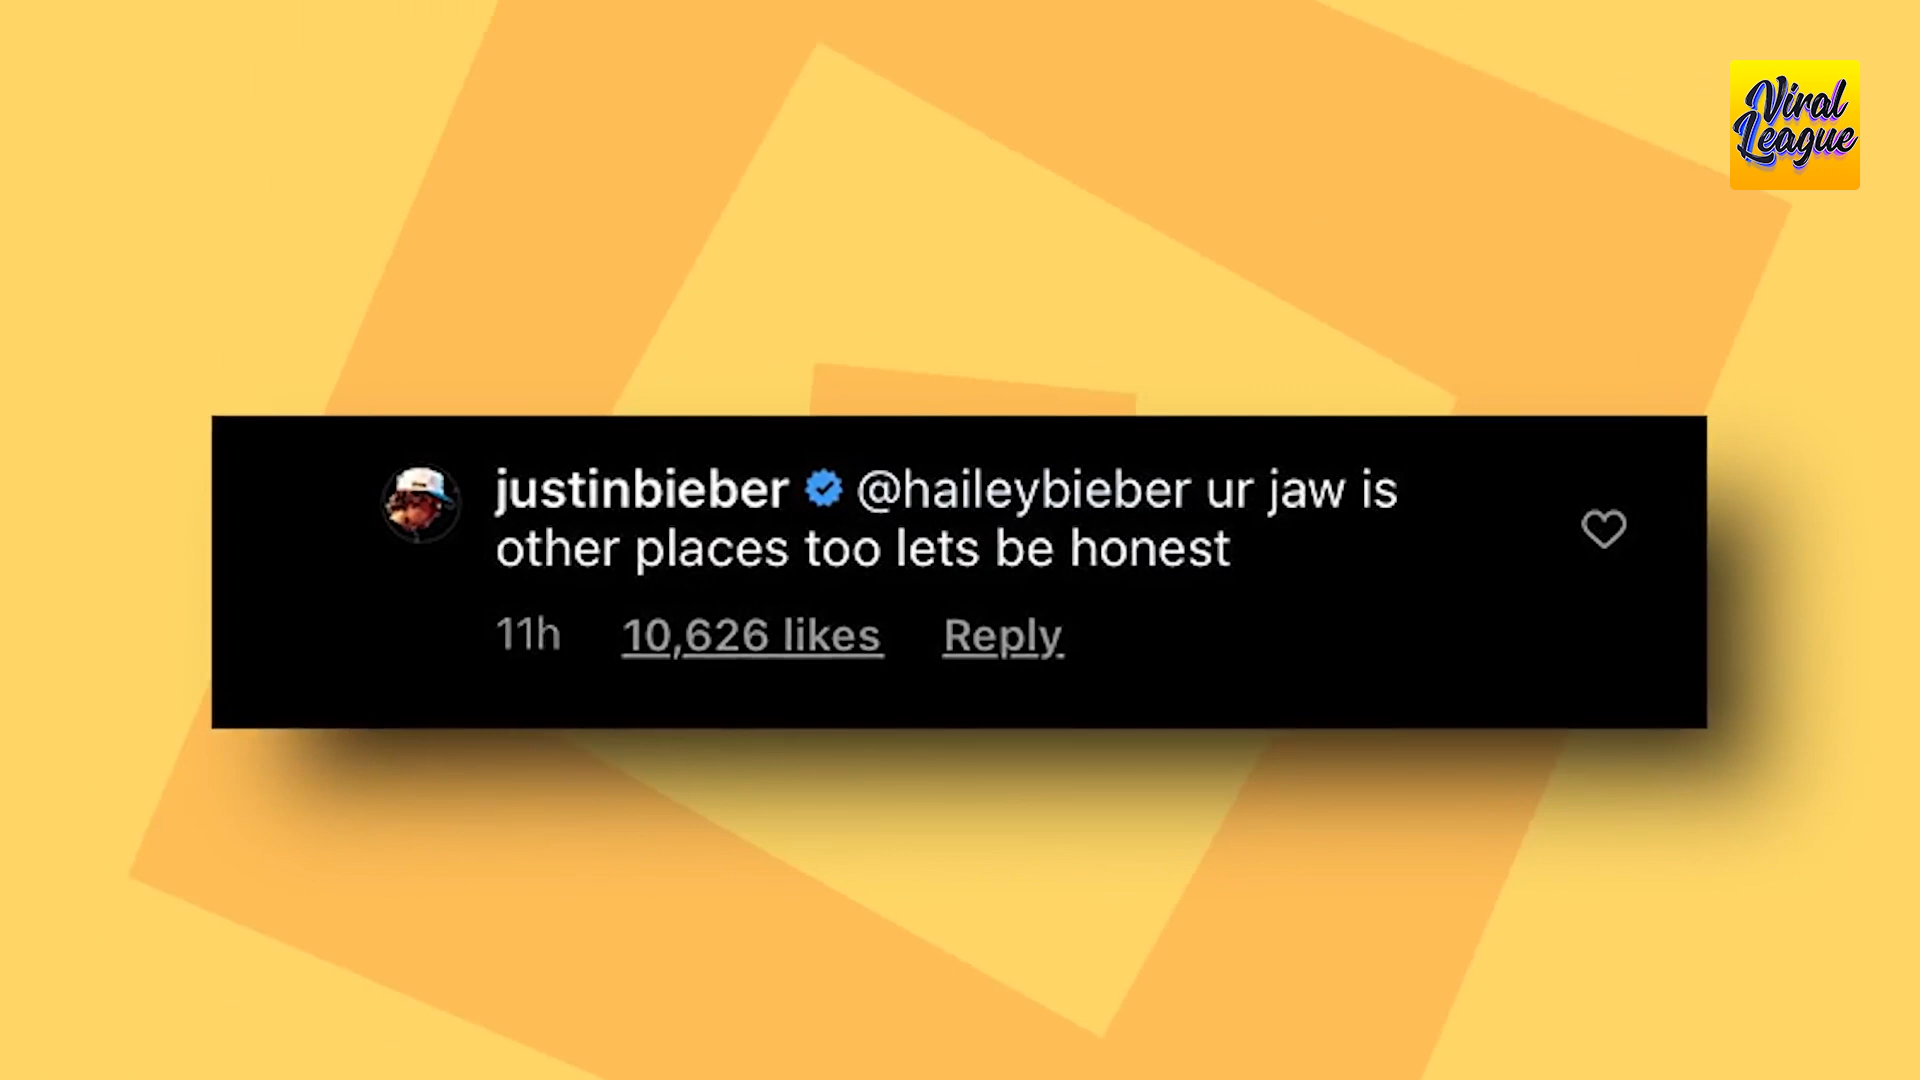 Viral
League
justinbieber @haileybieber ur jaw is
other places too lets be honest
11h 10,626 likes Reply